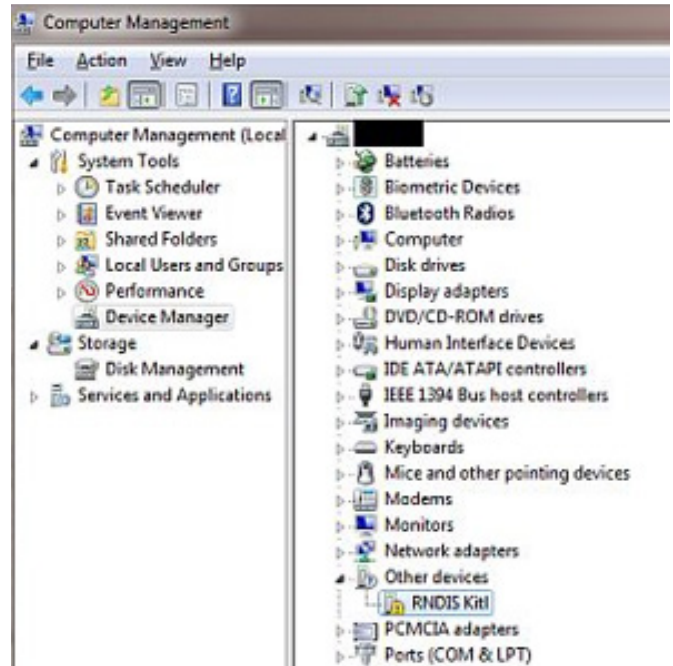 Computer Management
File Action View Help
Computer Management (Local
System Tools
Task Scheduler
Event Viewer
Shared Folders
Local Users and Groups
Performance
Device Manager
Storage
Disk Management
Services and Applications
Batteries
Biometric Devices
Bluetooth Radios
Computer
Disk drives
Display adapters
DVD/CD-ROM drives
Human Interface Devices
IDE ATA/ATAPI controllers
IEEE 1394 Bus host controllers
Imaging devices
Keyboards
Mice and other pointing devices
Modems
Monitors
Network adapters
Other devices
RNDIS Kitl
PCMCIA adapters
Ports (COM & LPT)